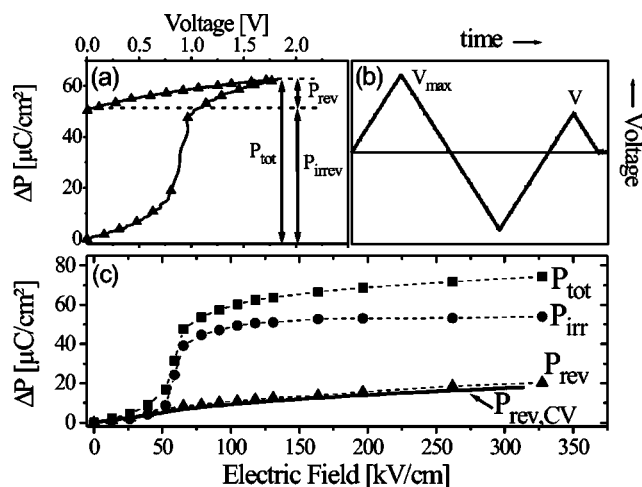 Voltage [V]
0.0 0.5 1.0 1.5 2.0
time
(a)
60
40
20
0
ΔP [µC/cm²]
P_rev
P_tot
P_irrev
(b)
V_max
V
Voltage
(c)
80
60
40
20
0
ΔP [µC/cm²]
P_tot
P_irr
P_rev
P_rev,CV
0 50 100 150 200 250 300 350
Electric Field [kV/cm]